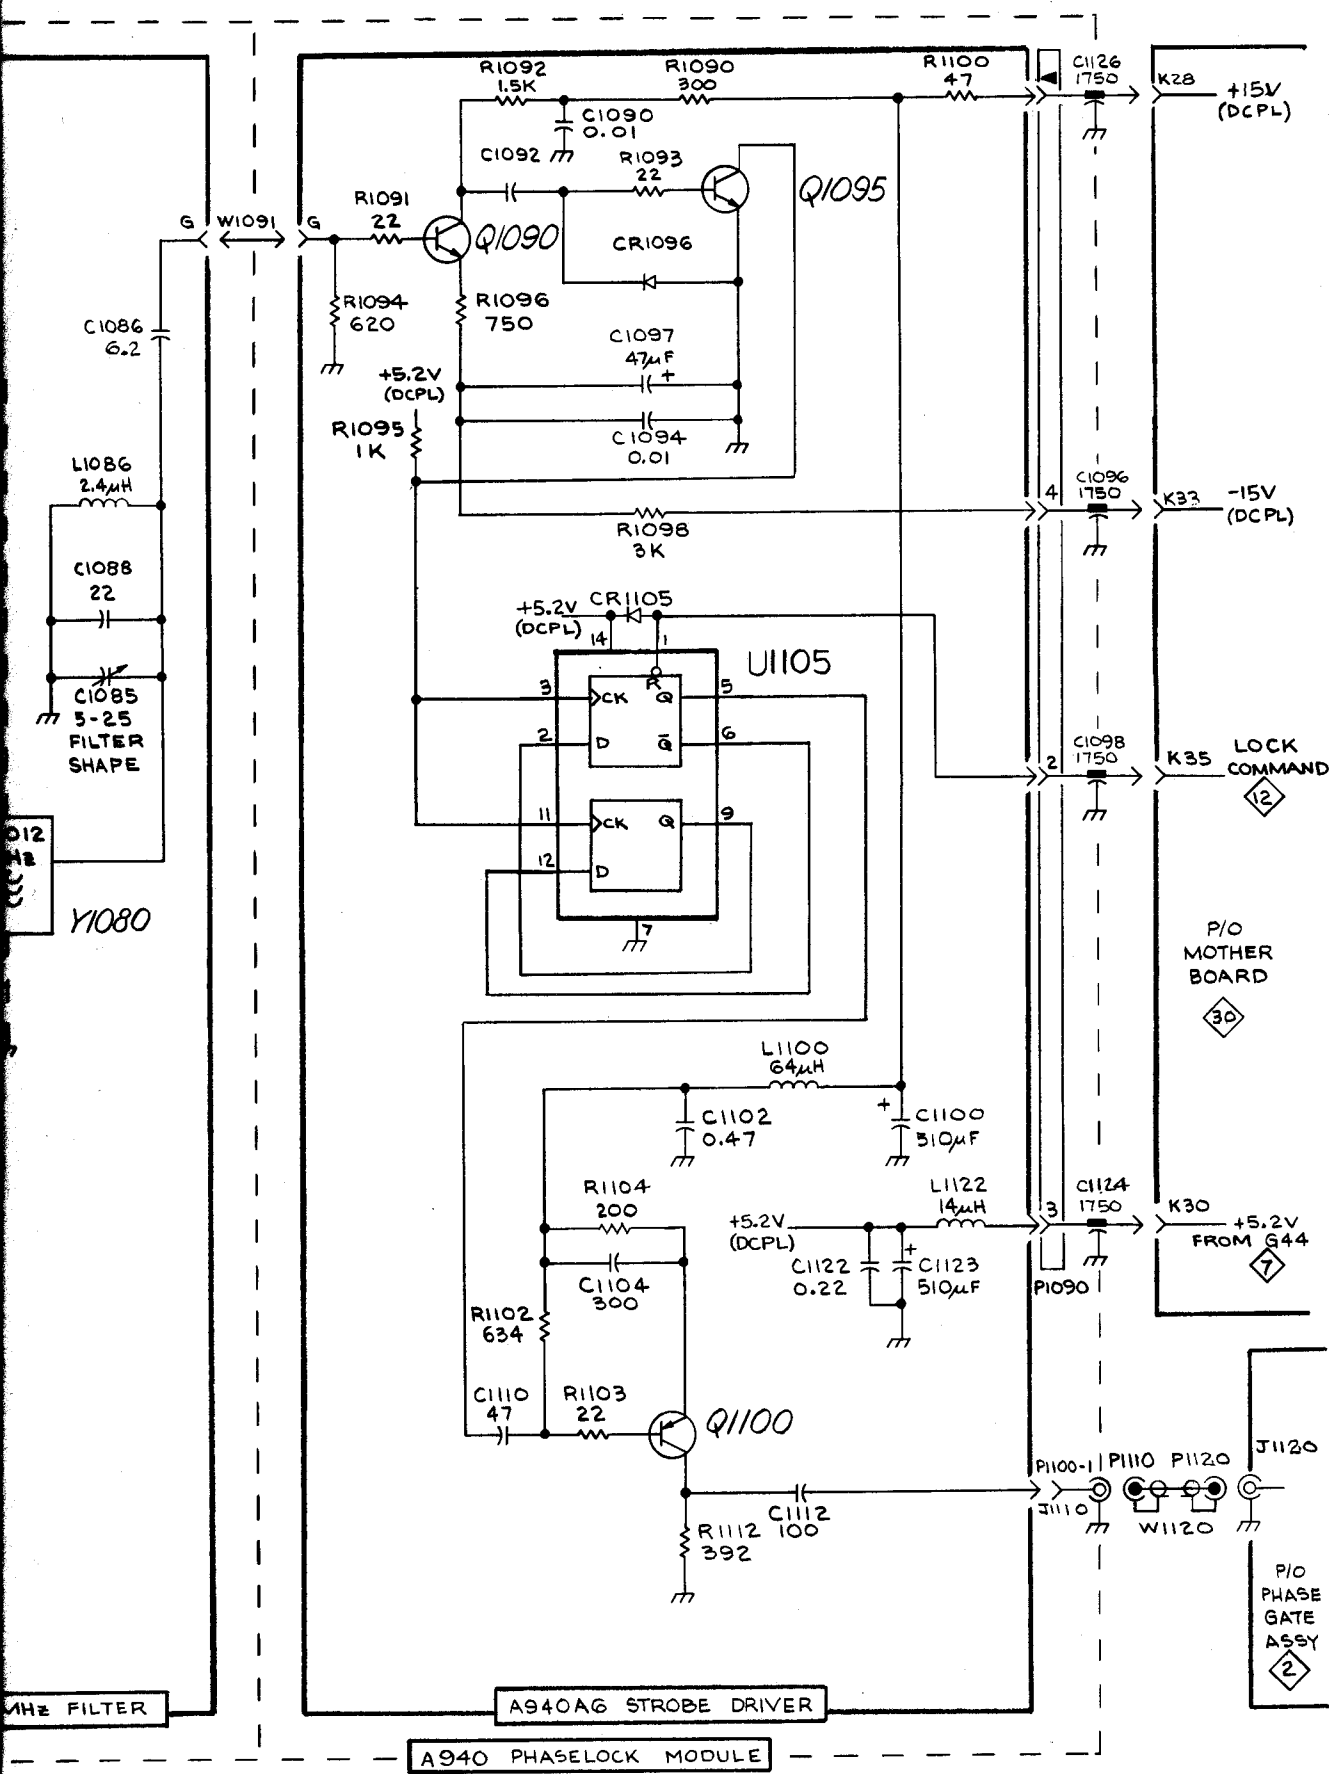 R1092
1.5K
R1090
300
R1100
47
C1126
1750
K28
+15V
(DCPL)
C1090
0.01
C1092
R1093
22
Q1095
R1091
22
G
W1091
G
Q1090
CR1096
R1094
620
R1096
750
C1086
6.2
C1097
47µF
+
+5.2V
(DCPL)
R1095
1K
C1094
0.01
L1086
2.4µH
4
C1096
1750
K33
-15V
(DCPL)
R1098
3K
C1088
22
CR1105
+5.2V
(DCPL)
14
1
U1105
R
3
CK
Q
5
2
D
Q̅
6
C1085
5-25
FILTER
SHAPE
2
C1098
1750
K35
LOCK
COMMAND
12
11
CK
Q
9
12
D
7
012
Hz
Y1080
P/O
MOTHER
BOARD
30
L1100
64µH
C1102
0.47
+
C1100
510µF
R1104
200
L1122
14µH
3
C1124
1750
K30
+5.2V
FROM G44
7
+5.2V
(DCPL)
C1122
0.22
+
C1123
510µF
P1090
C1104
300
R1102
634
C1110
47
R1103
22
Q1100
P1100-1
J1110
P1110
P1120
W1120
J1120
C1112
100
R1112
392
P/O
PHASE
GATE
ASSY
2
MHz FILTER
A940A6 STROBE DRIVER
A940 PHASELOCK MODULE